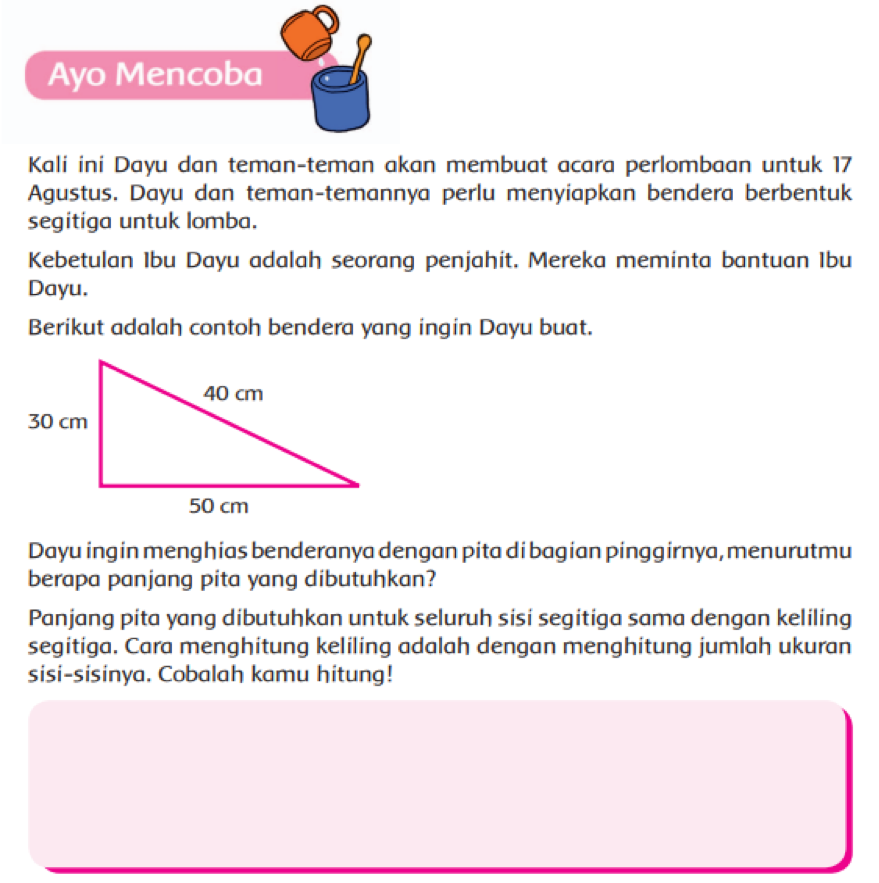 Ayo Mencoba
Kali ini Dayu dan teman-teman akan membuat acara perlombaan untuk 17
Agustus. Dayu dan teman-temannya perlu menyiapkan bendera berbentuk
segitiga untuk lomba.
Kebetulan Ibu Dayu adalah seorang penjahit. Mereka meminta bantuan Ibu
Dayu.
Berikut adalah contoh bendera yang ingin Dayu buat.
40 cm
30 cm
50 cm
Dayu ingin menghias benderanya dengan pita di bagian pinggirnya, menurutmu
berapa panjang pita yang dibutuhkan?
Panjang pita yang dibutuhkan untuk seluruh sisi segitiga sama dengan keliling
segitiga. Cara menghitung keliling adalah dengan menghitung jumlah ukuran
sisi-sisinya. Cobalah kamu hitung!